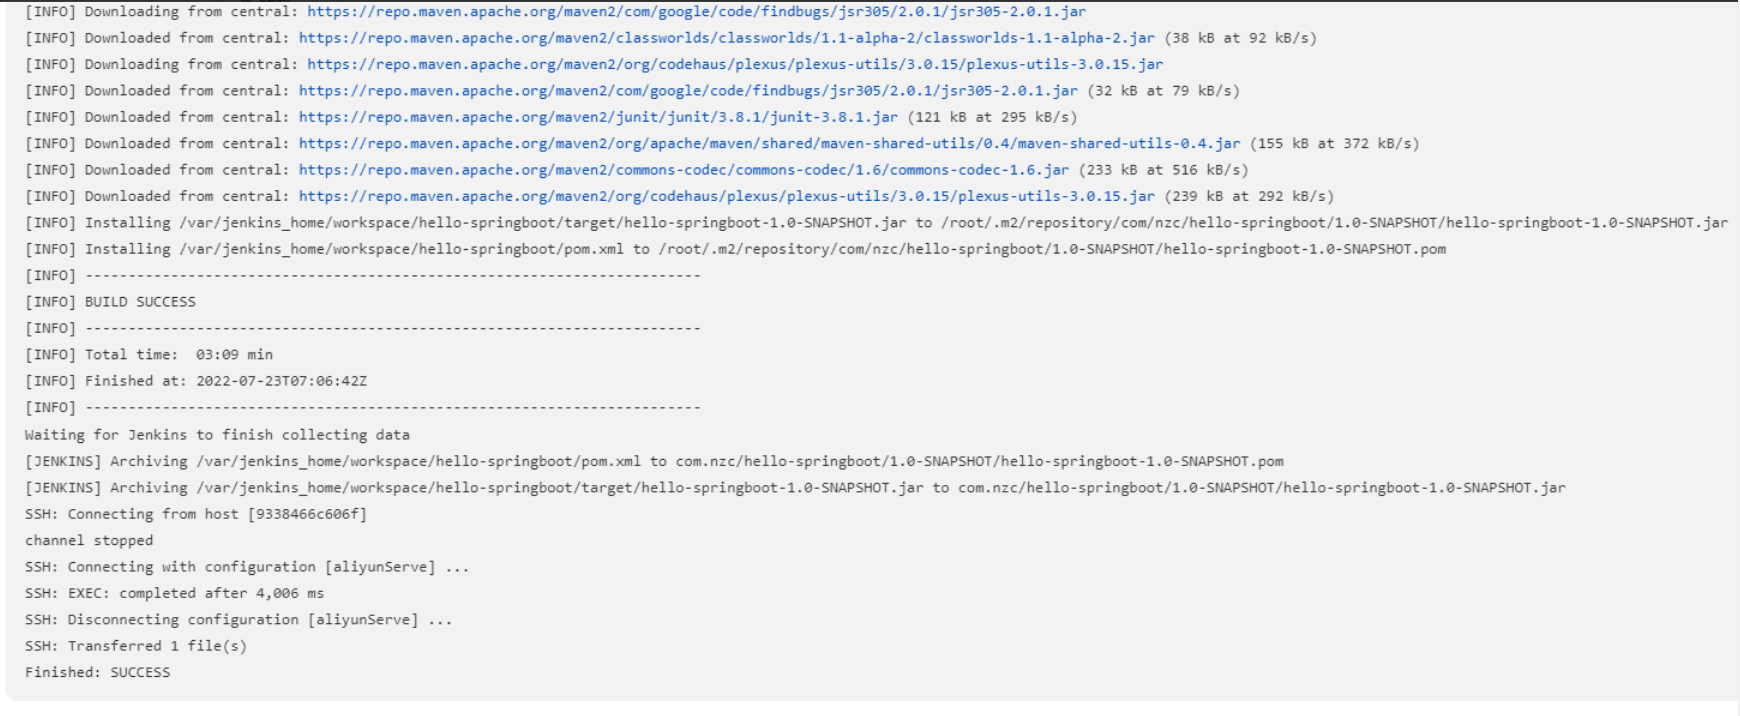 [INFO] Downloading from central: https://repo.maven.apache.org/maven2/com/google/code/findbugs/jsr305/2.0.1/jsr305-2.0.1.jar
[INFO] Downloaded from central: https://repo.maven.apache.org/maven2/classworlds/classworlds/1.1-alpha-2/classworlds-1.1-alpha-2.jar (38 kB at 92 kB/s)
[INFO] Downloading from central: https://repo.maven.apache.org/maven2/org/codehaus/plexus/plexus-utils/3.0.15/plexus-utils-3.0.15.jar
[INFO] Downloaded from central: https://repo.maven.apache.org/maven2/com/google/code/findbugs/jsr305/2.0.1/jsr305-2.0.1.jar (32 kB at 79 kB/s)
[INFO] Downloaded from central: https://repo.maven.apache.org/maven2/junit/junit/3.8.1/junit-3.8.1.jar (121 kB at 295 kB/s)
[INFO] Downloaded from central: https://repo.maven.apache.org/maven2/org/apache/maven/shared/maven-shared-utils/0.4/maven-shared-utils-0.4.jar (155 kB at 372 kB/s)
[INFO] Downloaded from central: https://repo.maven.apache.org/maven2/commons-codec/commons-codec/1.6/commons-codec-1.6.jar (233 kB at 516 kB/s)
[INFO] Downloaded from central: https://repo.maven.apache.org/maven2/org/codehaus/plexus/plexus-utils/3.0.15/plexus-utils-3.0.15.jar (239 kB at 292 kB/s)
[INFO] Installing /var/jenkins_home/workspace/hello-springboot/target/hello-springboot-1.0-SNAPSHOT.jar to /root/.m2/repository/com/nzc/hello-springboot/1.0-SNAPSHOT/hello-springboot-1.0-SNAPSHOT.jar
[INFO] Installing /var/jenkins_home/workspace/hello-springboot/pom.xml to /root/.m2/repository/com/nzc/hello-springboot/1.0-SNAPSHOT/hello-springboot-1.0-SNAPSHOT.pom
[INFO] ------------------------------------------------------------------------
[INFO] BUILD SUCCESS
[INFO] ------------------------------------------------------------------------
[INFO] Total time:  03:09 min
[INFO] Finished at: 2022-07-23T07:06:42Z
[INFO] ------------------------------------------------------------------------
Waiting for Jenkins to finish collecting data
[JENKINS] Archiving /var/jenkins_home/workspace/hello-springboot/pom.xml to com.nzc/hello-springboot/1.0-SNAPSHOT/hello-springboot-1.0-SNAPSHOT.pom
[JENKINS] Archiving /var/jenkins_home/workspace/hello-springboot/target/hello-springboot-1.0-SNAPSHOT.jar to com.nzc/hello-springboot/1.0-SNAPSHOT/hello-springboot-1.0-SNAPSHOT.jar
SSH: Connecting from host [9338466c606f]
channel stopped
SSH: Connecting with configuration [aliyunServe] ...
SSH: EXEC: completed after 4,006 ms
SSH: Disconnecting configuration [aliyunServe] ...
SSH: Transferred 1 file(s)
Finished: SUCCESS